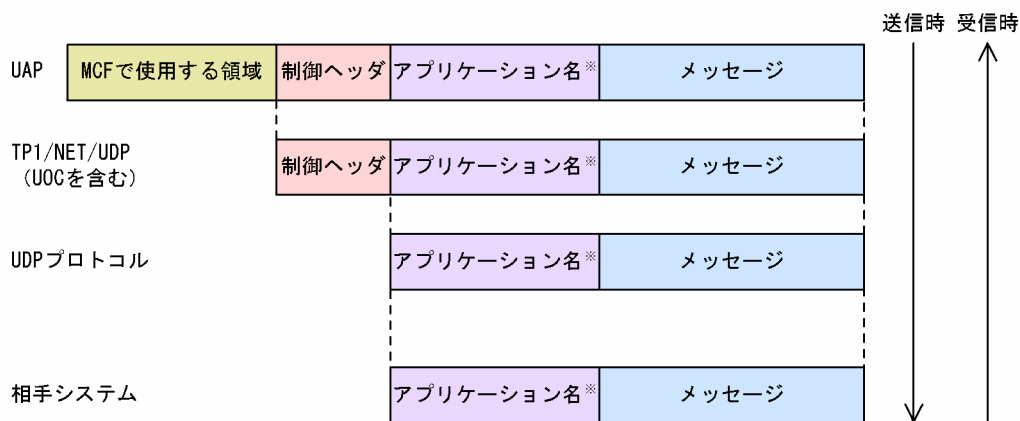 送信時 受信時
UAP MCFで使用する領域 制御ヘッダ アプリケーション名※ メッセージ
TP1/NET/UDP
（UOCを含む） 制御ヘッダ アプリケーション名※ メッセージ
UDPプロトコル アプリケーション名※ メッセージ
相手システム アプリケーション名※ メッセージ